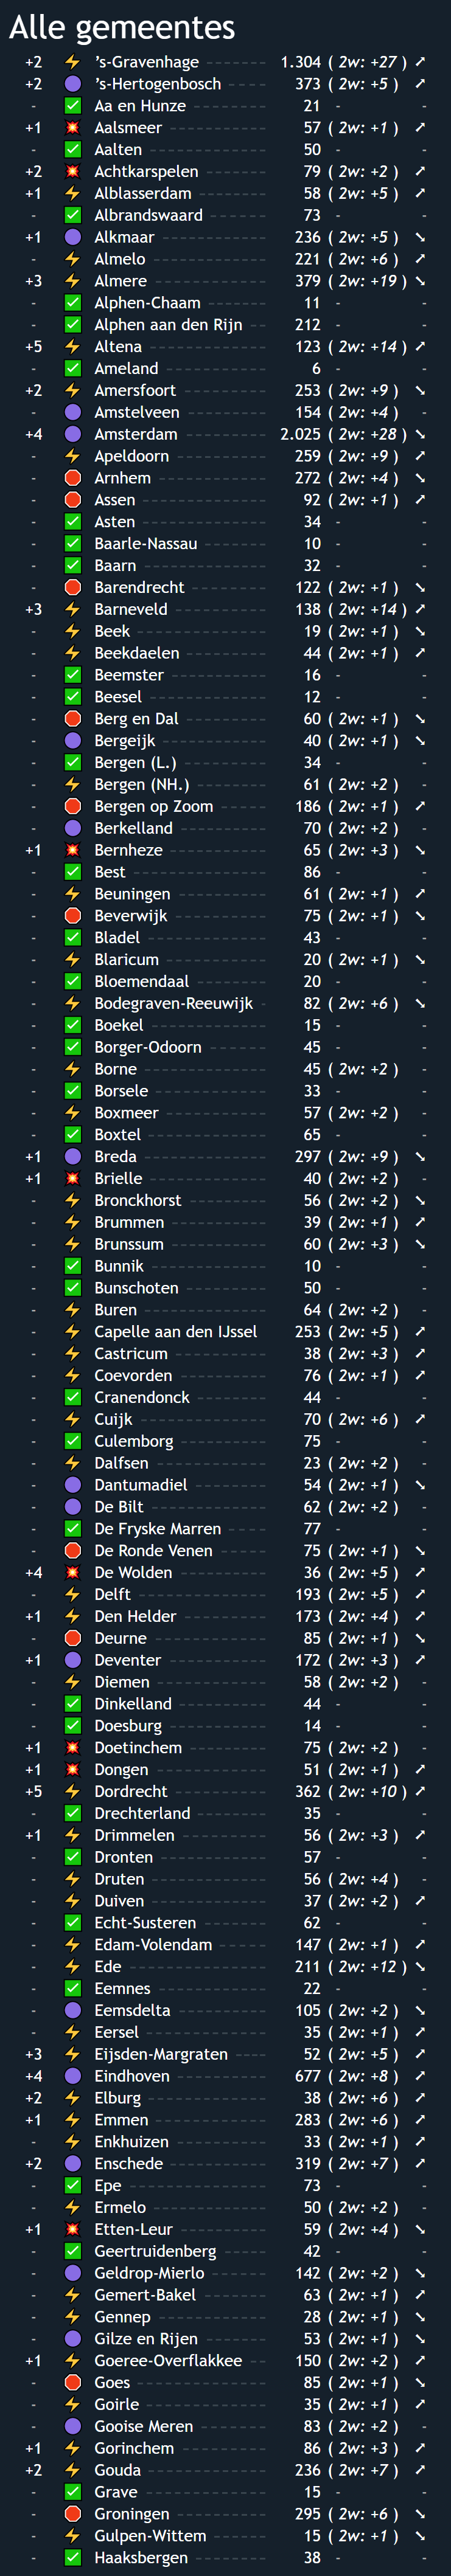 Alle gemeentes
+2 ⚡ ’s-Gravenhage 1.304 ( 2w: +27 ) ➚
+2 🟣 ’s-Hertogenbosch 373 ( 2w: +5 ) ➚
- ✅ Aa en Hunze 21 - -
+1 💥 Aalsmeer 57 ( 2w: +1 ) ➚
- ✅ Aalten 50 - -
+2 💥 Achtkarspelen 79 ( 2w: +2 ) ➚
+1 ⚡ Alblasserdam 58 ( 2w: +5 ) ➚
- ✅ Albrandswaard 73 - -
+1 🟣 Alkmaar 236 ( 2w: +5 ) ➘
- ⚡ Almelo 221 ( 2w: +6 ) ➚
+3 ⚡ Almere 379 ( 2w: +19 ) ➘
- ✅ Alphen-Chaam 11 - -
- ✅ Alphen aan den Rijn 212 - -
+5 ⚡ Altena 123 ( 2w: +14 ) ➚
- ✅ Ameland 6 - -
+2 ⚡ Amersfoort 253 ( 2w: +9 ) ➘
- 🟣 Amstelveen 154 ( 2w: +4 ) -
+4 🟣 Amsterdam 2.025 ( 2w: +28 ) ➘
- ⚡ Apeldoorn 259 ( 2w: +9 ) ➚
- 🛑 Arnhem 272 ( 2w: +4 ) ➘
- 🛑 Assen 92 ( 2w: +1 ) ➚
- ✅ Asten 34 - -
- ✅ Baarle-Nassau 10 - -
- ✅ Baarn 32 - -
- 🛑 Barendrecht 122 ( 2w: +1 ) ➘
+3 ⚡ Barneveld 138 ( 2w: +14 ) ➚
- ⚡ Beek 19 ( 2w: +1 ) ➘
- ⚡ Beekdaelen 44 ( 2w: +1 ) ➚
- ✅ Beemster 16 - -
- ✅ Beesel 12 - -
- 🛑 Berg en Dal 60 ( 2w: +1 ) ➘
- 🟣 Bergeijk 40 ( 2w: +1 ) ➘
- ✅ Bergen (L.) 34 - -
- ⚡ Bergen (NH.) 61 ( 2w: +2 ) -
- 🛑 Bergen op Zoom 186 ( 2w: +1 ) ➚
- 🟣 Berkelland 70 ( 2w: +2 ) -
+1 💥 Bernheze 65 ( 2w: +3 ) ➘
- ✅ Best 86 - -
- ⚡ Beuningen 61 ( 2w: +1 ) ➚
- 🛑 Beverwijk 75 ( 2w: +1 ) ➘
- ✅ Bladel 43 - -
- ⚡ Blaricum 20 ( 2w: +1 ) ➘
- ✅ Bloemendaal 20 - -
- ⚡ Bodegraven-Reeuwijk 82 ( 2w: +6 ) ➘
- ✅ Boekel 15 - -
- ✅ Borger-Odoorn 45 - -
- ⚡ Borne 45 ( 2w: +2 ) -
- ✅ Borsele 33 - -
- ⚡ Boxmeer 57 ( 2w: +2 ) -
- ✅ Boxtel 65 - -
+1 🟣 Breda 297 ( 2w: +9 ) ➘
+1 💥 Brielle 40 ( 2w: +2 ) -
- ⚡ Bronckhorst 56 ( 2w: +2 ) ➘
- ⚡ Brummen 39 ( 2w: +1 ) ➚
- ⚡ Brunssum 60 ( 2w: +3 ) ➘
- ✅ Bunnik 10 - -
- ✅ Bunschoten 50 - -
- ⚡ Buren 64 ( 2w: +2 ) -
- ⚡ Capelle aan den IJssel 253 ( 2w: +5 ) ➚
- ⚡ Castricum 38 ( 2w: +3 ) ➚
- ⚡ Coevorden 76 ( 2w: +1 ) ➚
- ✅ Cranendonck 44 - -
- ⚡ Cuijk 70 ( 2w: +6 ) ➚
- ✅ Culemborg 75 - -
- ⚡ Dalfsen 23 ( 2w: +2 ) -
- 🟣 Dantumadiel 54 ( 2w: +1 ) ➘
- 🟣 De Bilt 62 ( 2w: +2 ) -
- ✅ De Fryske Marren 77 - -
- 🛑 De Ronde Venen 75 ( 2w: +1 ) ➘
+4 💥 De Wolden 36 ( 2w: +5 ) ➚
- ⚡ Delft 193 ( 2w: +5 ) ➚
+1 ⚡ Den Helder 173 ( 2w: +4 ) ➚
- 🛑 Deurne 85 ( 2w: +1 ) ➘
+1 🟣 Deventer 172 ( 2w: +3 ) ➚
- ⚡ Diemen 58 ( 2w: +2 ) -
- ✅ Dinkelland 44 - -
- ✅ Doesburg 14 - -
+1 💥 Doetinchem 75 ( 2w: +2 ) -
+1 💥 Dongen 51 ( 2w: +1 ) ➚
+5 ⚡ Dordrecht 362 ( 2w: +10 ) ➚
- ✅ Drechterland 35 - -
+1 ⚡ Drimmelen 56 ( 2w: +3 ) ➚
- ✅ Dronten 57 - -
- ⚡ Druten 56 ( 2w: +4 ) -
- ⚡ Duiven 37 ( 2w: +2 ) ➚
- ✅ Echt-Susteren 62 - -
- ⚡ Edam-Volendam 147 ( 2w: +1 ) ➚
- ⚡ Ede 211 ( 2w: +12 ) ➘
- ✅ Eemnes 22 - -
- 🟣 Eemsdelta 105 ( 2w: +2 ) ➘
- ⚡ Eersel 35 ( 2w: +1 ) ➚
+3 ⚡ Eijsden-Margraten 52 ( 2w: +5 ) ➚
+4 🟣 Eindhoven 677 ( 2w: +8 ) ➚
+2 ⚡ Elburg 38 ( 2w: +6 ) ➚
+1 ⚡ Emmen 283 ( 2w: +6 ) ➚
- ⚡ Enkhuizen 33 ( 2w: +1 ) ➚
+2 🟣 Enschede 319 ( 2w: +7 ) ➚
- ✅ Epe 73 - -
- ⚡ Ermelo 50 ( 2w: +2 ) -
+1 💥 Etten-Leur 59 ( 2w: +4 ) ➘
- ✅ Geertruidenberg 42 - -
- 🟣 Geldrop-Mierlo 142 ( 2w: +2 ) ➘
- ⚡ Gemert-Bakel 63 ( 2w: +1 ) ➚
- ⚡ Gennep 28 ( 2w: +1 ) ➘
- 🟣 Gilze en Rijen 53 ( 2w: +1 ) ➘
+1 ⚡ Goeree-Overflakkee 150 ( 2w: +2 ) ➚
- 🛑 Goes 85 ( 2w: +1 ) ➘
- ⚡ Goirle 35 ( 2w: +1 ) ➚
- 🟣 Gooise Meren 83 ( 2w: +2 ) -
+1 ⚡ Gorinchem 86 ( 2w: +3 ) ➚
+2 ⚡ Gouda 236 ( 2w: +7 ) ➚
- ✅ Grave 15 - -
- 🛑 Groningen 295 ( 2w: +6 ) ➘
- ⚡ Gulpen-Wittem 15 ( 2w: +1 ) ➘
- ✅ Haaksbergen 38 - -